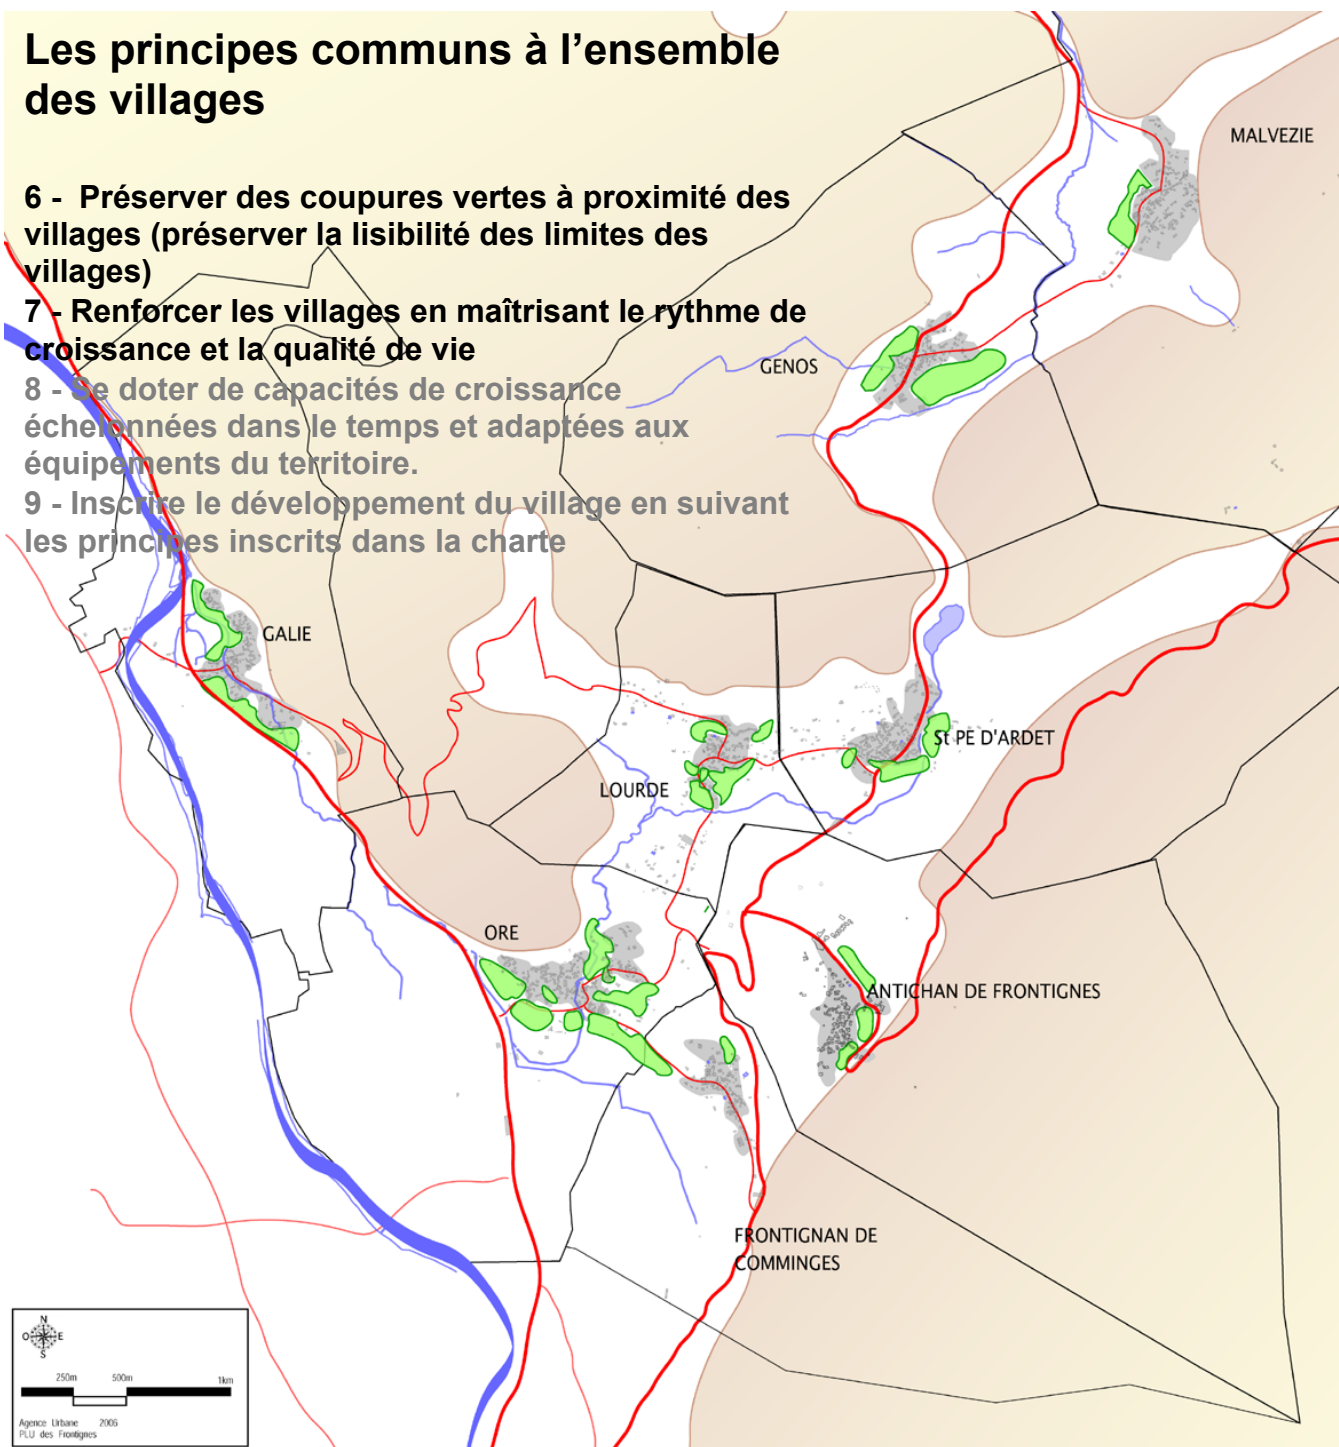 Les principes communs à l’ensemble
des villages
6 - Préserver des coupures vertes à proximité des
villages (préserver la lisibilité des limites des
villages)
7 - Renforcer les villages en maîtrisant le rythme de
croissance et la qualité de vie
8 - Se doter de capacités de croissance
échelonnées dans le temps et adaptées aux
équipements du territoire.
9 - Inscrire le développement du village en suivant
les principes inscrits dans la charte
MALVEZIE
GENOS
GALIE
St PE D'ARDET
LOURDE
ORE
ANTICHAN DE FRONTIGNES
FRONTIGNAN DE
COMMINGES
N
O E
S
250m 500m 1km
Agence Urbane 2006
PLU des Frontignes